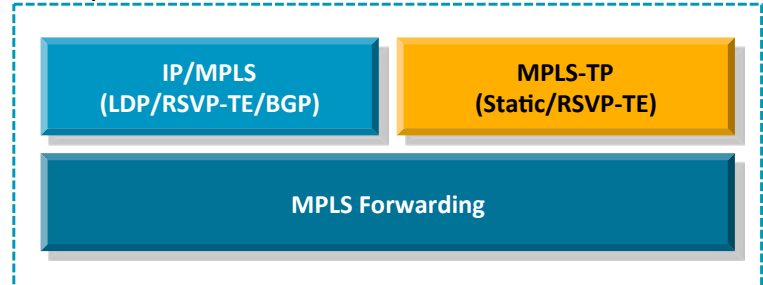 IP/MPLS
(LDP/RSVP-TE/BGP)
MPLS-TP
(Static/RSVP-TE)
MPLS Forwarding